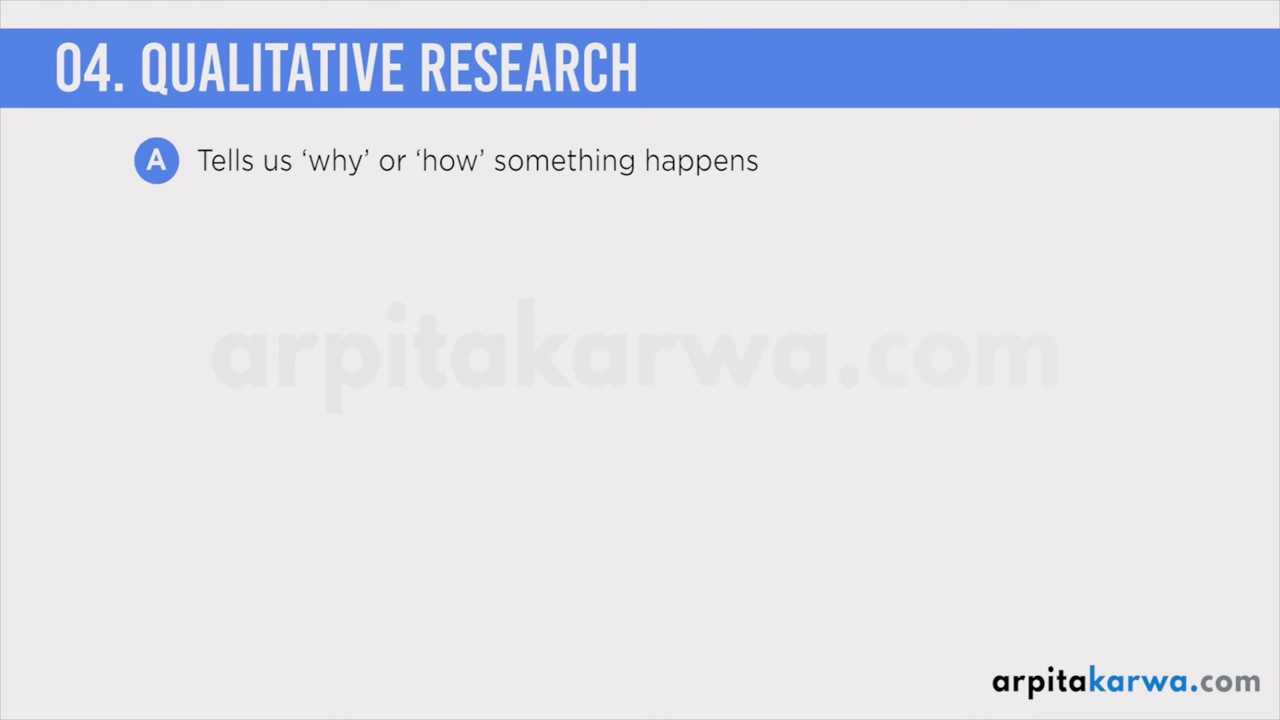 04. QUALITATIVE RESEARCH
A Tells us ‘why’ or ‘how’ something happens
arpitakarwa.com
arpitakarwa.com